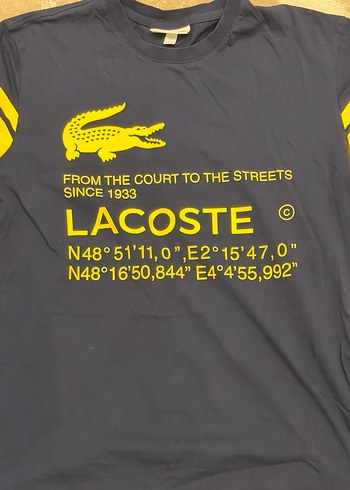 FROM THE COURT TO THE STREETS
SINCE 1933
LACOSTE ©
N48°51'11,0",E2°15'47,0"
N48°16'50,844” E4°4'55,992”